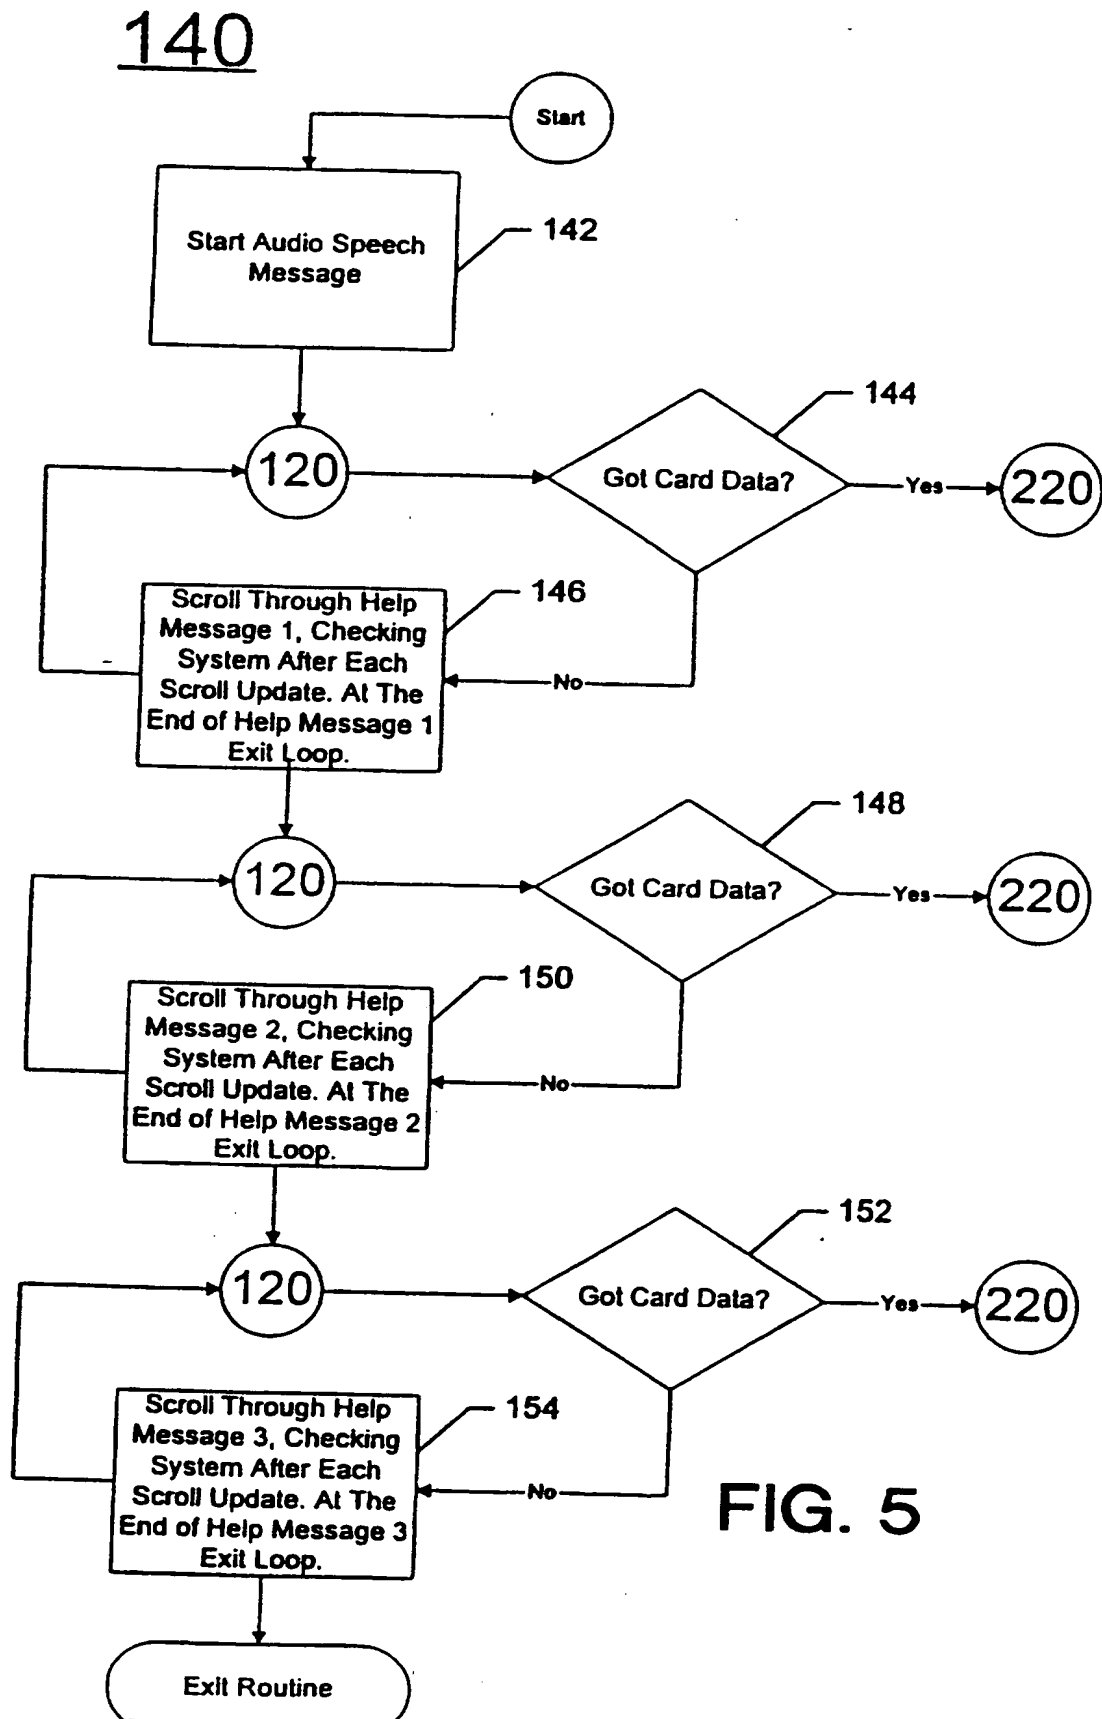 140
Start
Start Audio Speech
Message
142
120
Got Card Data?
144
Yes
220
Scroll Through Help
Message 1, Checking
System After Each
Scroll Update. At The
End of Help Message 1
Exit Loop.
146
No
120
Got Card Data?
148
Yes
220
Scroll Through Help
Message 2, Checking
System After Each
Scroll Update. At The
End of Help Message 2
Exit Loop.
150
No
120
Got Card Data?
152
Yes
220
Scroll Through Help
Message 3, Checking
System After Each
Scroll Update. At The
End of Help Message 3
Exit Loop.
154
No
FIG. 5
Exit Routine